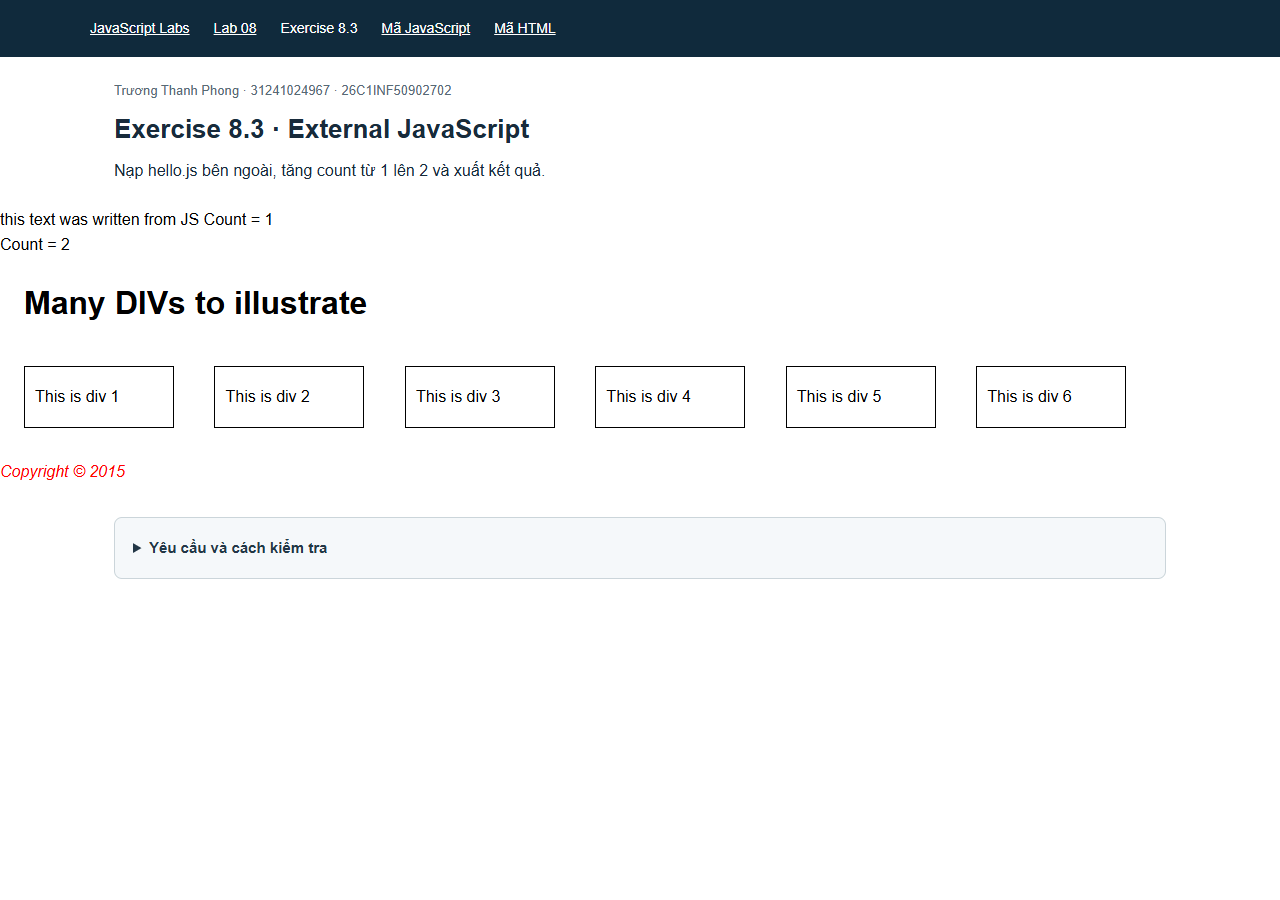 JavaScript Labs Lab 08 Exercise 8.3 Mã JavaScript Mã HTML
Trương Thanh Phong · 31241024967 · 26C1INF50902702
Exercise 8.3 · External JavaScript
Nạp hello.js bên ngoài, tăng count từ 1 lên 2 và xuất kết quả.
this text was written from JS Count = 1
Count = 2
Many DIVs to illustrate
This is div 1 This is div 2 This is div 3 This is div 4 This is div 5 This is div 6
Copyright © 2015
Yêu cầu và cách kiểm tra